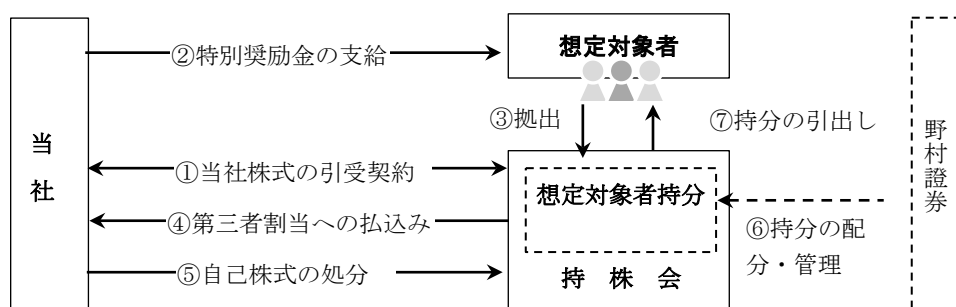 想定対象者
②特別奨励金の支給
③拠出
⑦持分の引出し
当社
①当社株式の引受契約
想定対象者持分
④第三者割当への払込み
⑥持分の配
分・管理
⑤自己株式の処分
持株会
野村證券